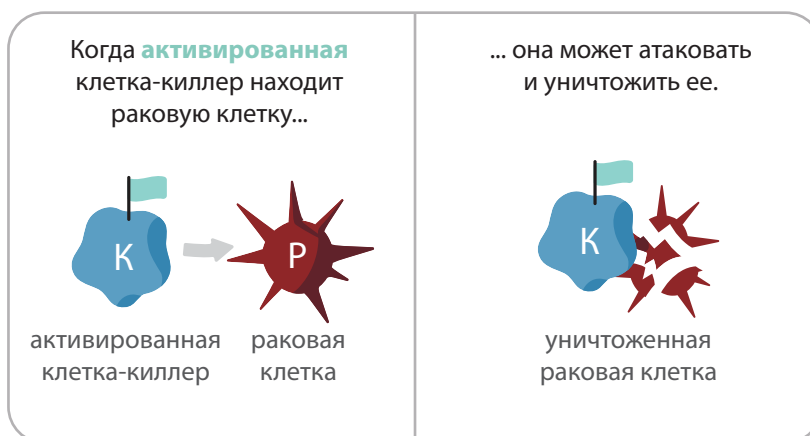 Когда активированная
клетка-киллер находит
раковую клетку...
К
Р
активированная
клетка-киллер
раковая
клетка
... она может атаковать
и уничтожить ее.
К
уничтоженная
раковая клетка